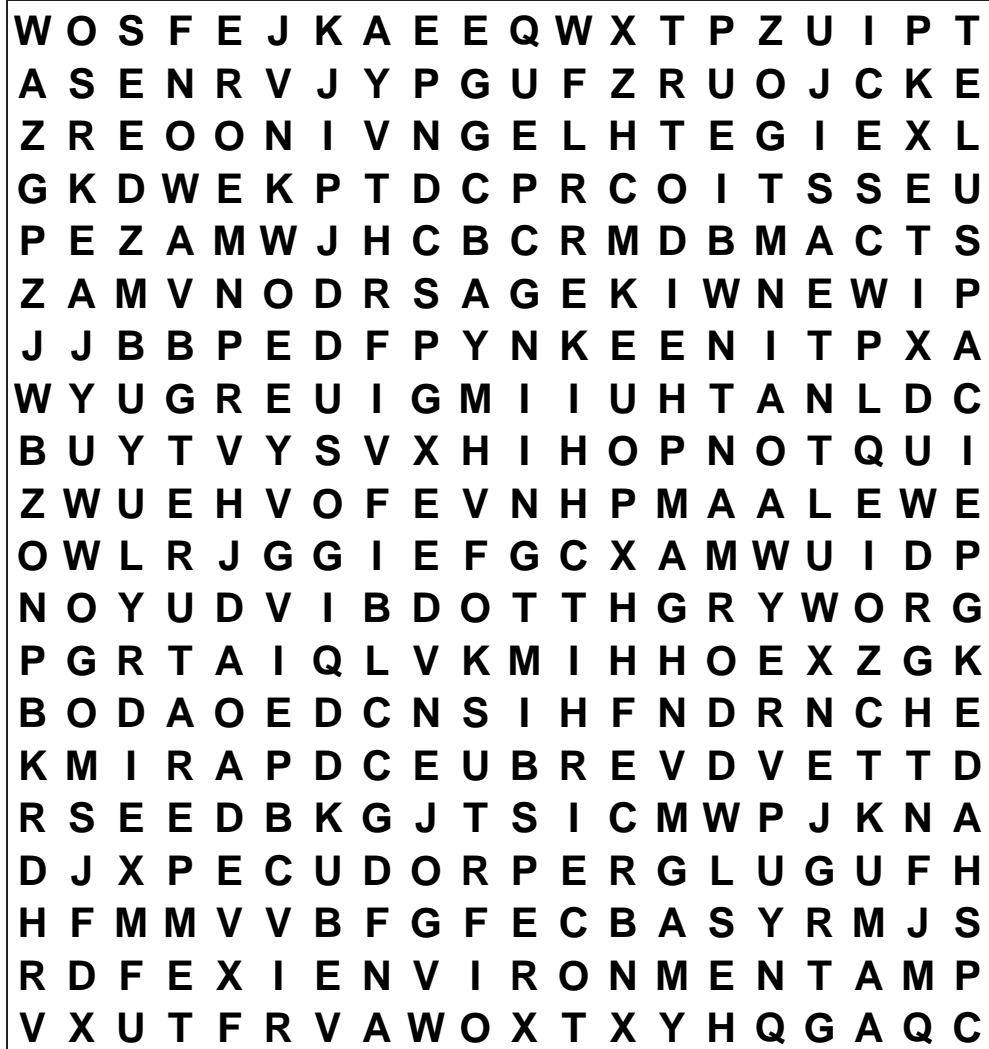 W O S F E J K A E E Q W X T P Z U I P T
A S E N R V J Y P G U F Z R U O J C K E
Z R E O O N I V N G E L H T E G I E X L
G K D W E K P T D C P R C O I T S S E U
P E Z A M W J H C B C R M D B M A C T S
Z A M V N O D R S A G E K I W N E W I P
J J B B P E D F P Y N K E E N I T P X A
W Y U G R E U I G M I I U H T A N L D C
B U Y T V Y S V X H I H O P N O T Q U I
Z W U E H V O F E V N H P M A A L E W E
O W L R J G G I E F G C X A M W U I D P
N O Y U D V I B D O T T H G R Y W O R G
P G R T A I Q L V K M I H H O E X Z G K
B O D A O E D C N S I H F N D R N C H E
K M I R A P D C E U B R E V D V E T T D
R S E E D B K G J T S I C M W P J K N A
D J X P E C U D O R P E R G L U G U F H
H F M M V V B F G F E C B A S Y R M J S
R D F E X I E N V I R O N M E N T A M P
V X U T F R V A W O X T X Y H Q G A Q C